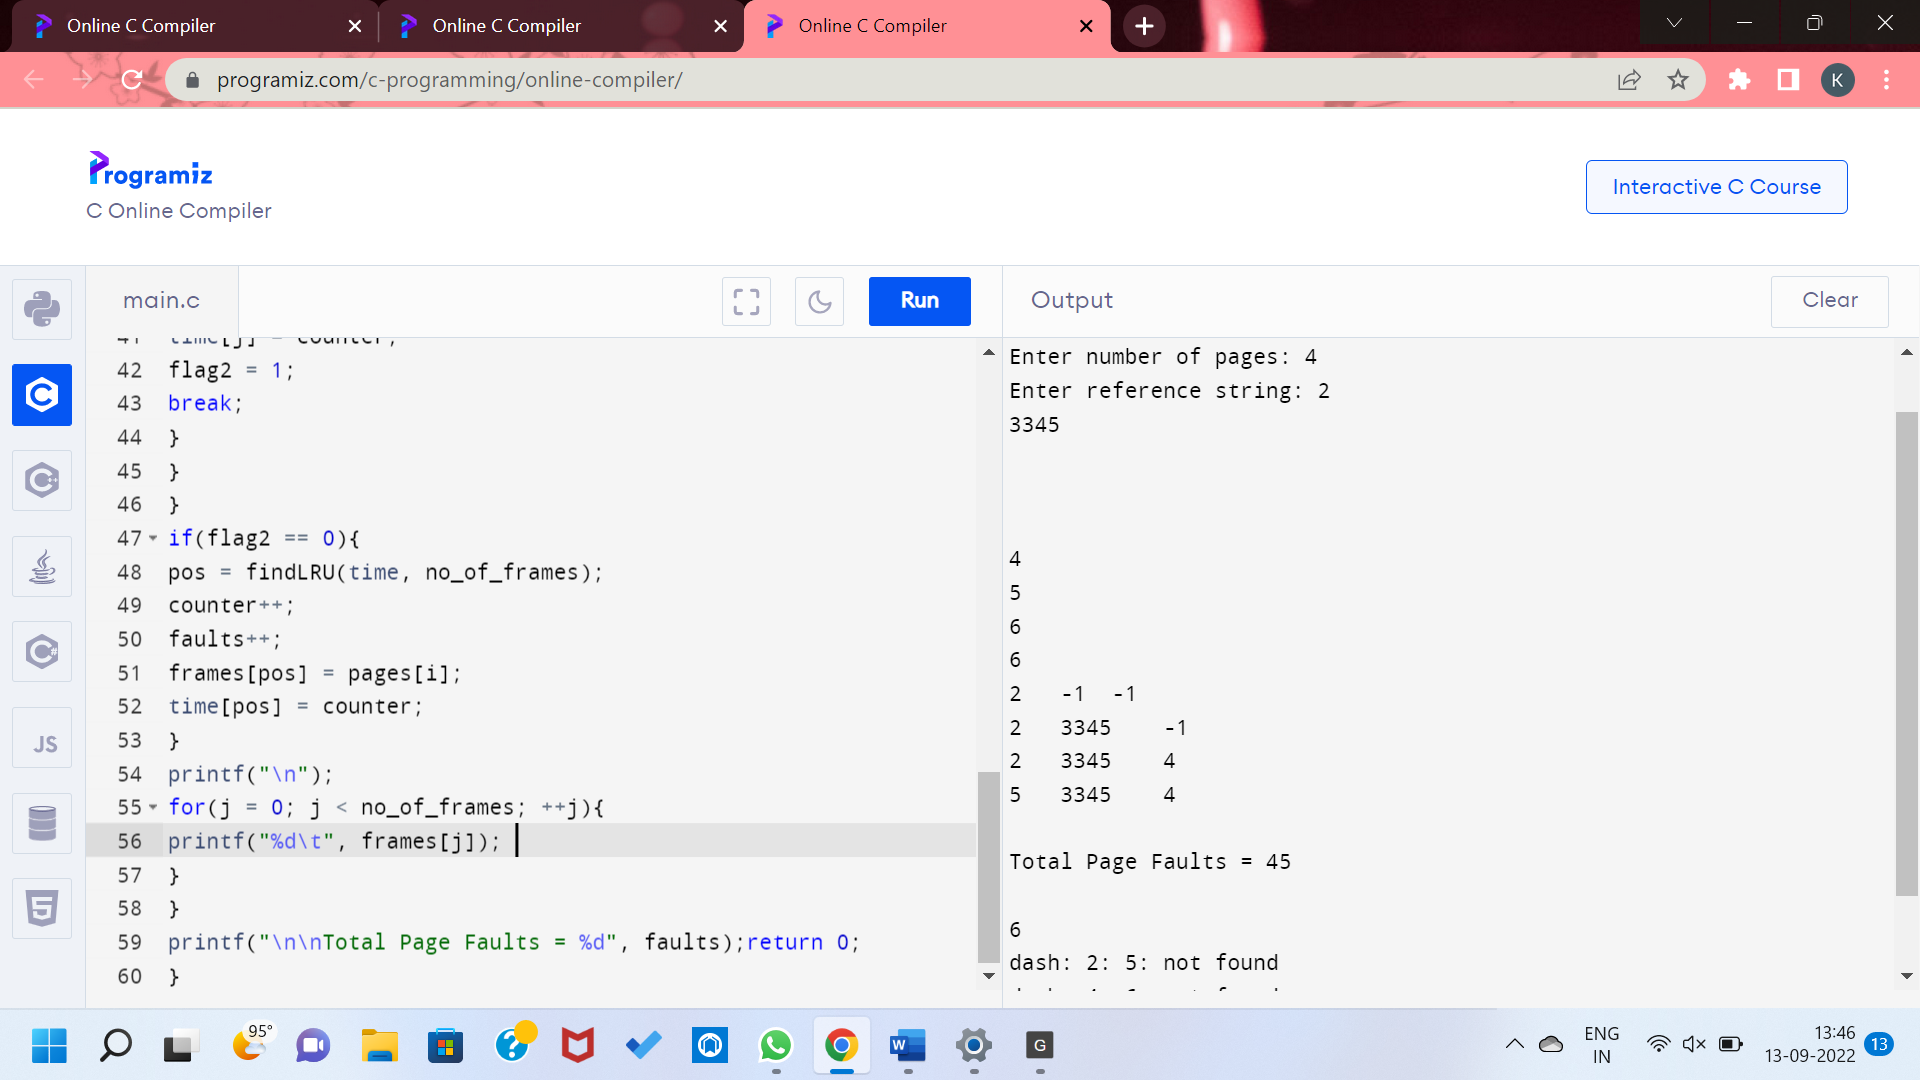 Online C Compiler
Online C Compiler
Online C Compiler
programiz.com/c-programming/online-compiler/
K
Programiz
C Online Compiler
Interactive C Course
main.c
Run
Output
Clear
41 time[j] = counter;
42 flag2 = 1;
43 break;
44 }
45 }
46 }
47 if(flag2 == 0){
48 pos = findLRU(time, no_of_frames);
49 counter++;
50 faults++;
51 frames[pos] = pages[i];
52 time[pos] = counter;
53 }
54 printf("\n");
55 for(j = 0; j < no_of_frames; ++j){
56 printf("%d\t", frames[j]);
57 }
58 }
59 printf("\n\nTotal Page Faults = %d", faults);return 0;
60 }
Enter number of pages: 4
Enter reference string: 2
3345
4
5
6
6
2 -1 -1
2 3345 -1
2 3345 4
5 3345 4
Total Page Faults = 45
6
dash: 2: 5: not found
JS
95°
W
G
ENG
IN
13:46
13-09-2022
13